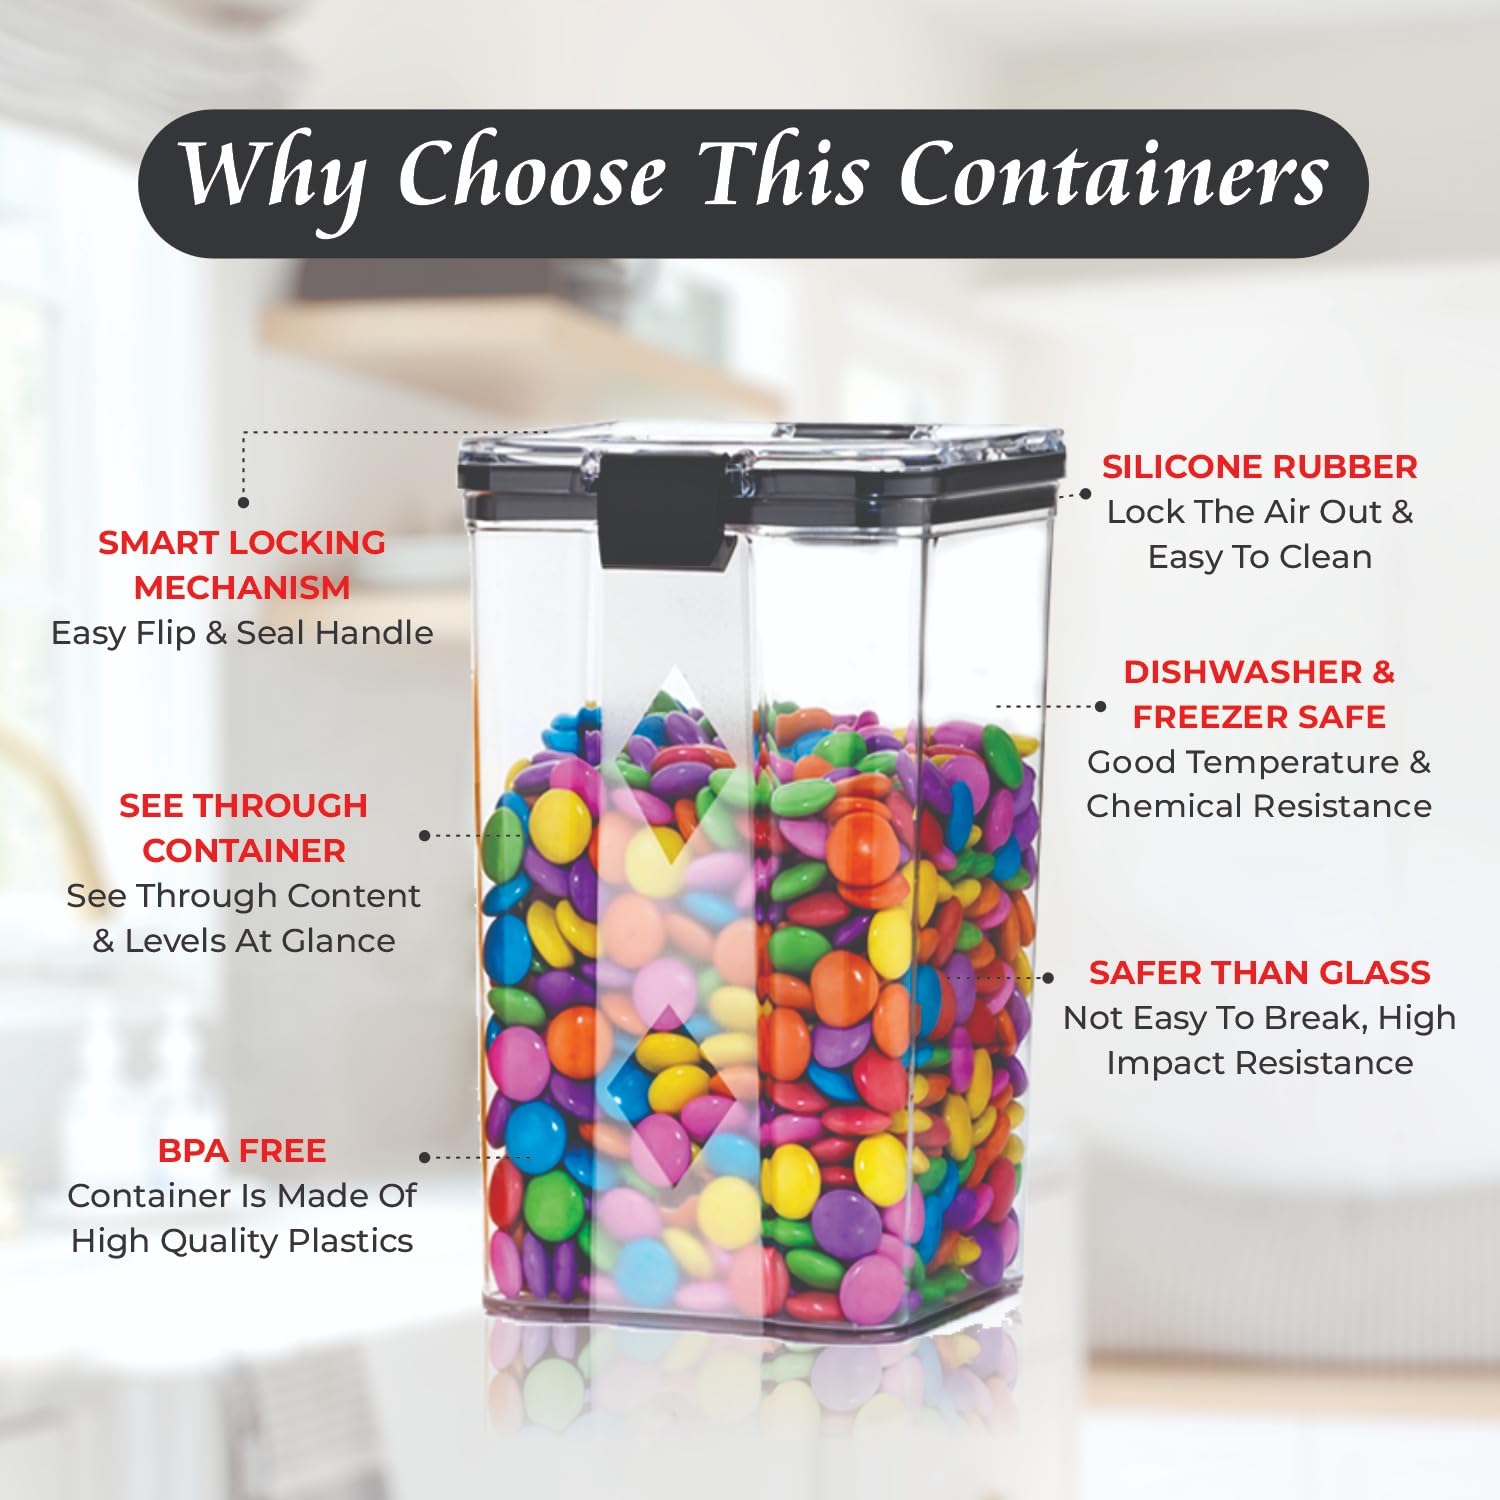 Why Choose This Containers
SMART LOCKING
MECHANISM
Easy Flip & Seal Handle
SEE THROUGH
CONTAINER
See Through Content
& Levels At Glance
BPA FREE
Container Is Made Of
High Quality Plastics
SILICONE RUBBER
Lock The Air Out &
Easy To Clean
DISHWASHER &
FREEZER SAFE
Good Temperature &
Chemical Resistance
SAFER THAN GLASS
Not Easy To Break, High
Impact Resistance